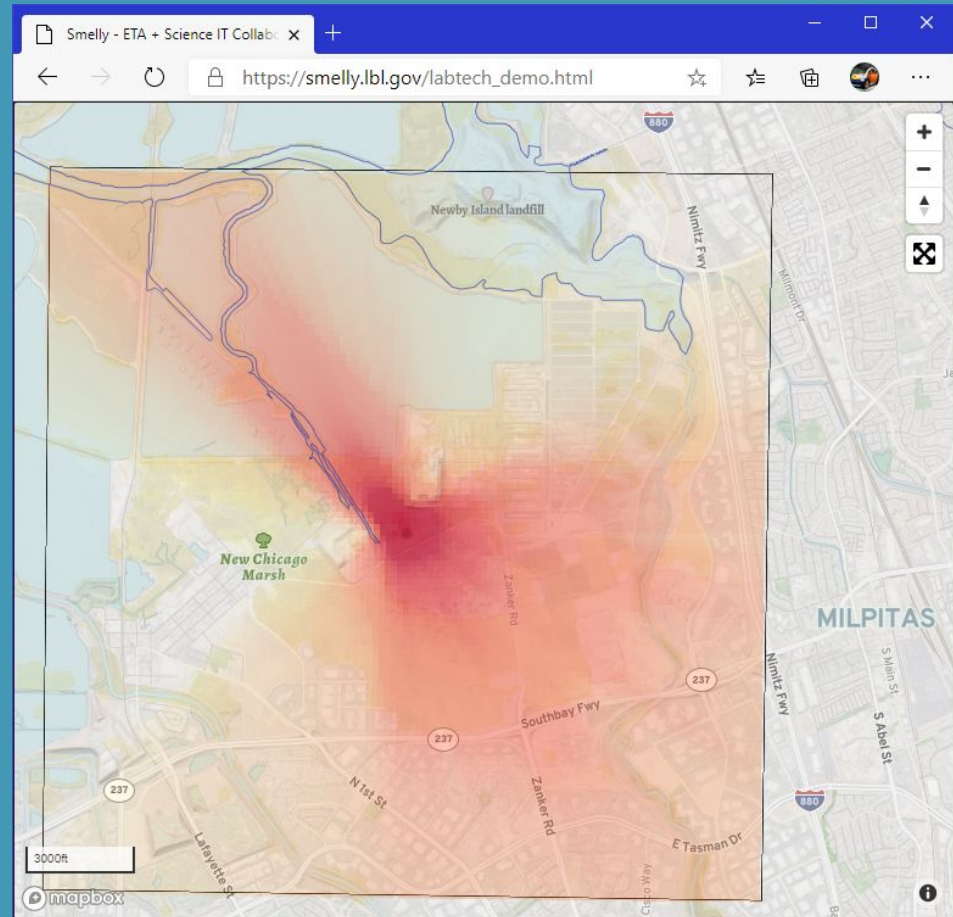 Smelly - ETA + Science IT Collabo
https://smelly.lbl.gov/labtech_demo.html
880
Newby Island landfill
Nimitz Fwy
Milmont Dr
New Chicago
Marsh
Zanker Rd
MILPITAS
S Main St
237
Nimitz Fwy
Southbay Fwy
237
S Abel St
237
N 1st St
Zanker Rd
880
E Tasman Dr
3000ft
Lafayette St
Cisco Way
mapbox